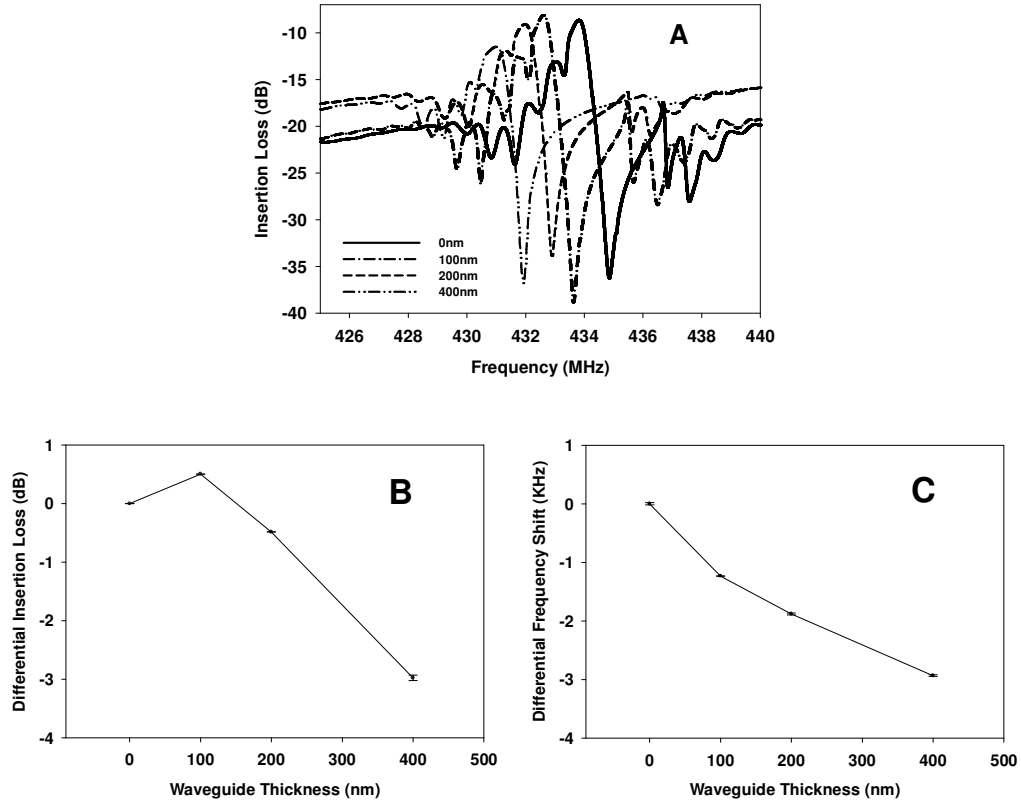 A
Insertion Loss (dB)
-10
-15
-20
-25
-30
-35
-40
0nm
100nm
200nm
400nm
426 428 430 432 434 436 438 440
Frequency (MHz)
B
Differential Insertion Loss (dB)
1
0
-1
-2
-3
-4
0 100 200 300 400 500
Waveguide Thickness (nm)
C
Differential Frequency Shift (KHz)
1
0
-1
-2
-3
-4
0 100 200 300 400 500
Waveguide Thickness (nm)